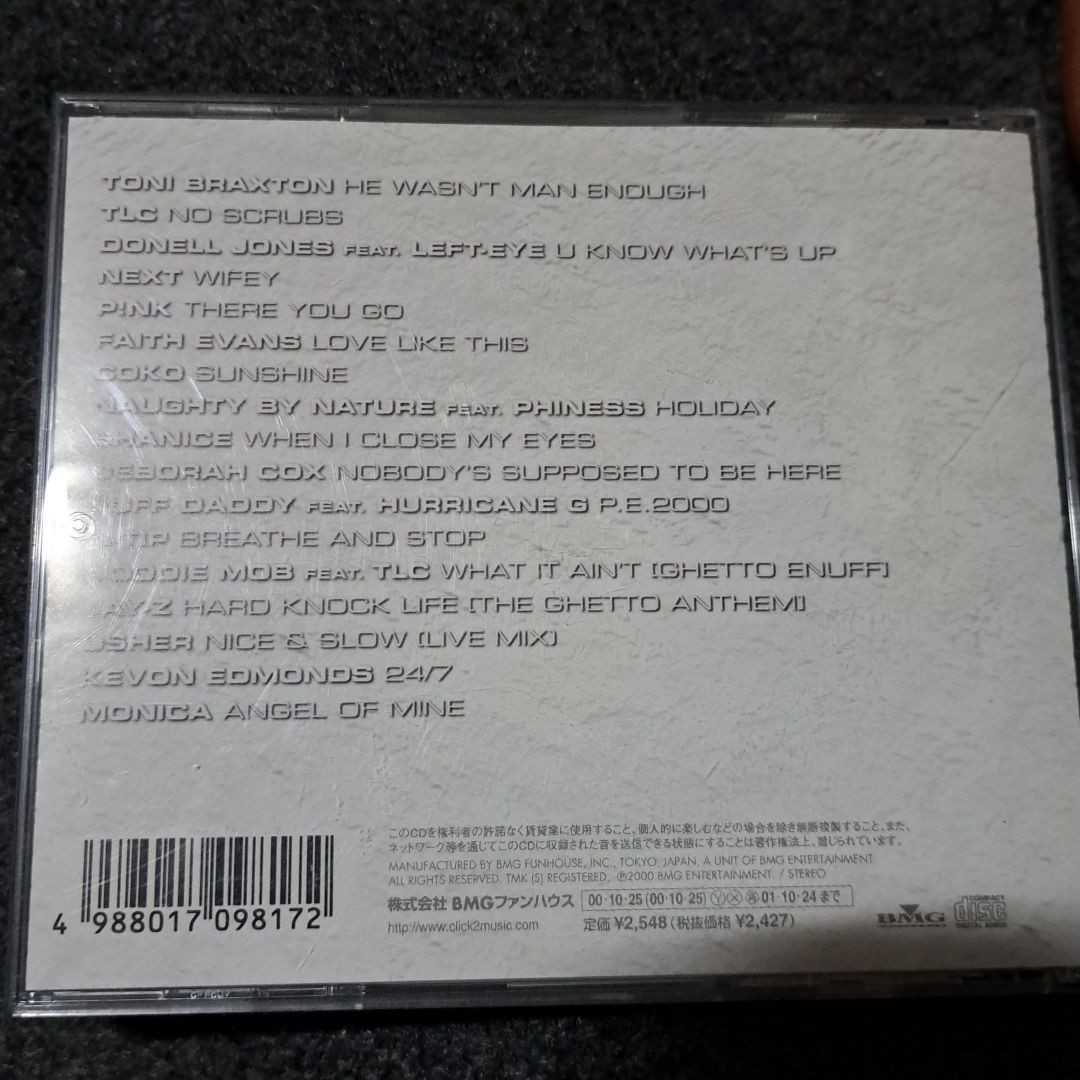 TONI BRAXTON HE WASN'T MAN ENOUGH
TLC NO SCRUBS
DONELL JONES FEAT. LEFT-EYE U KNOW WHAT'S UP
NEXT WIFEY
P!NK THERE YOU GO
FAITH EVANS LOVE LIKE THIS
COKO SUNSHINE
NAUGHTY BY NATURE FEAT. PHINESS HOLIDAY
SHANICE WHEN I CLOSE MY EYES
DEBORAH COX NOBODY'S SUPPOSED TO BE HERE
PUFF DADDY FEAT. HURRICANE G P.E.2000
Q-TIP BREATHE AND STOP
GOODIE MOB FEAT. TLC WHAT IT AIN'T [GHETTO ENUFF]
JAY-Z HARD KNOCK LIFE [THE GHETTO ANTHEM]
USHER NICE & SLOW [LIVE MIX]
KEVON EDMONDS 24/7
MONICA ANGEL OF MINE
このCDを権利者の許諾なく賃貸業に使用すること、個人的に楽しむなどの場合を除き無断複製すること、また、
ネットワーク等を通じてこのCDに収録された音を送信できる状態にすることは著作権法上、禁じられています。
MANUFACTURED BY BMG FUNHOUSE, INC., TOKYO, JAPAN. A UNIT OF BMG ENTERTAINMENT.
ALL RIGHTS RESERVED. TMK (S) REGISTERED. ℗2000 BMG ENTERTAINMENT. / STEREO
株式会社 BMGファンハウス 00・10・25 (00・10・25) Ⓨ Ⓧ 再 01・10・24 まで
http://www.click2music.com 定価 ¥2,548 (税抜価格 ¥2,427)
4 988017 098172
BMG
COMPACT
disc
DIGITAL AUDIO